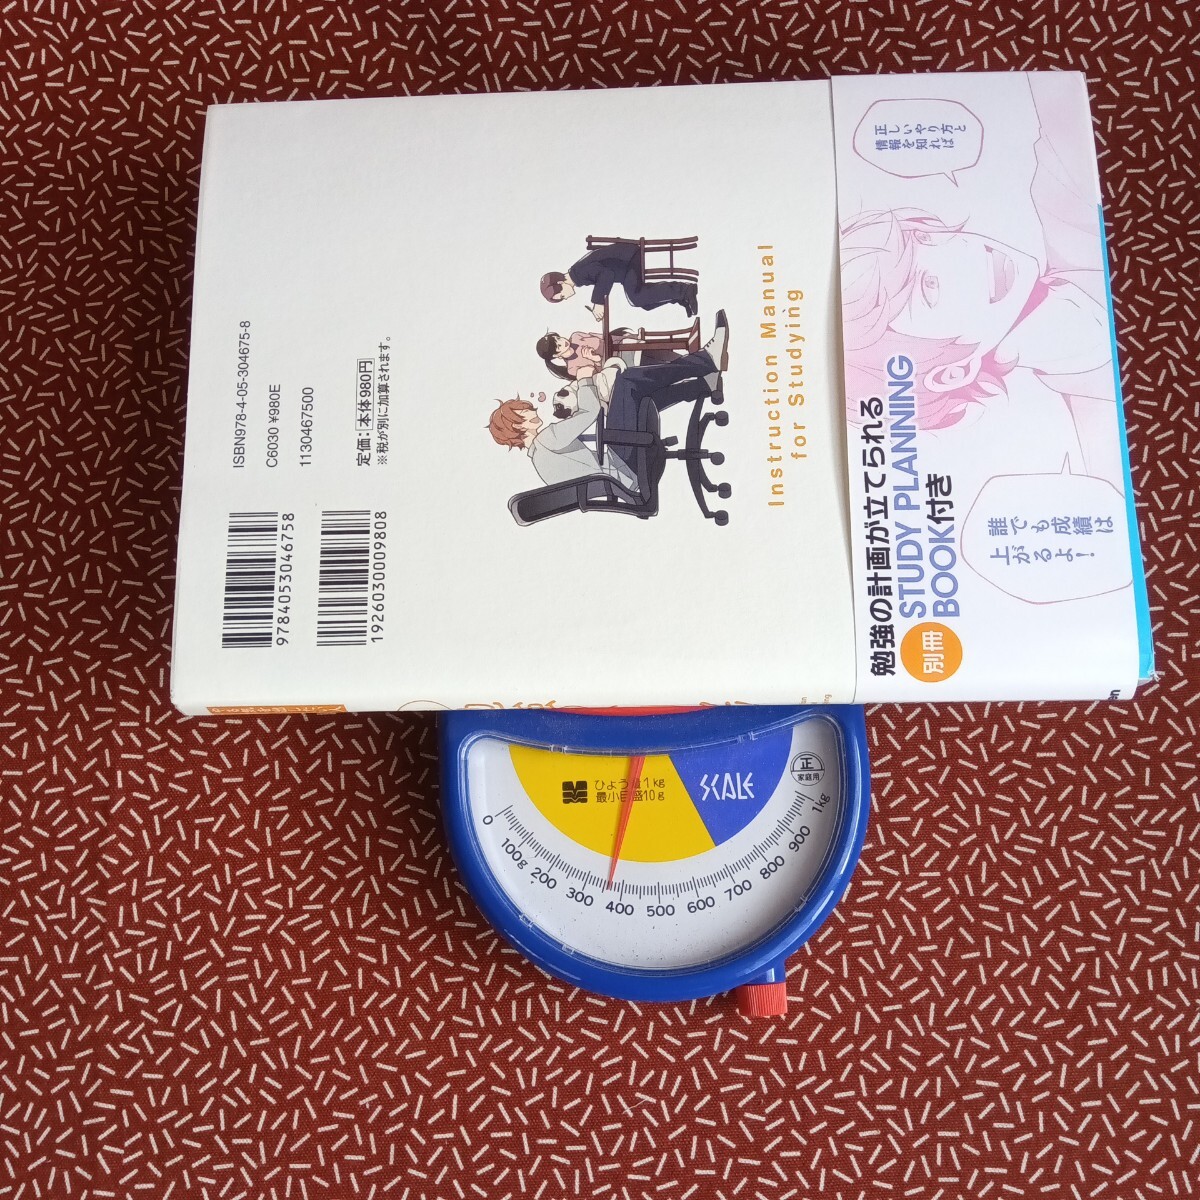 ISBN978-4-05-304675-8
C6030 ¥980E
1130467500
定価:本体980円
※税が別に加算されます。
9784053046758
1926030009808
Instruction Manual
for Studying
正しいやり方と
情報を知れば
勉強の計画が立てられる
別冊
STUDY PLANNING
BOOK付き
誰でも成績は
上がるよ!
ひょう量1kg
最小目盛10g
SCALE
正
家庭用
0
100g
200
300
400
500
600
700
800
900
1kg